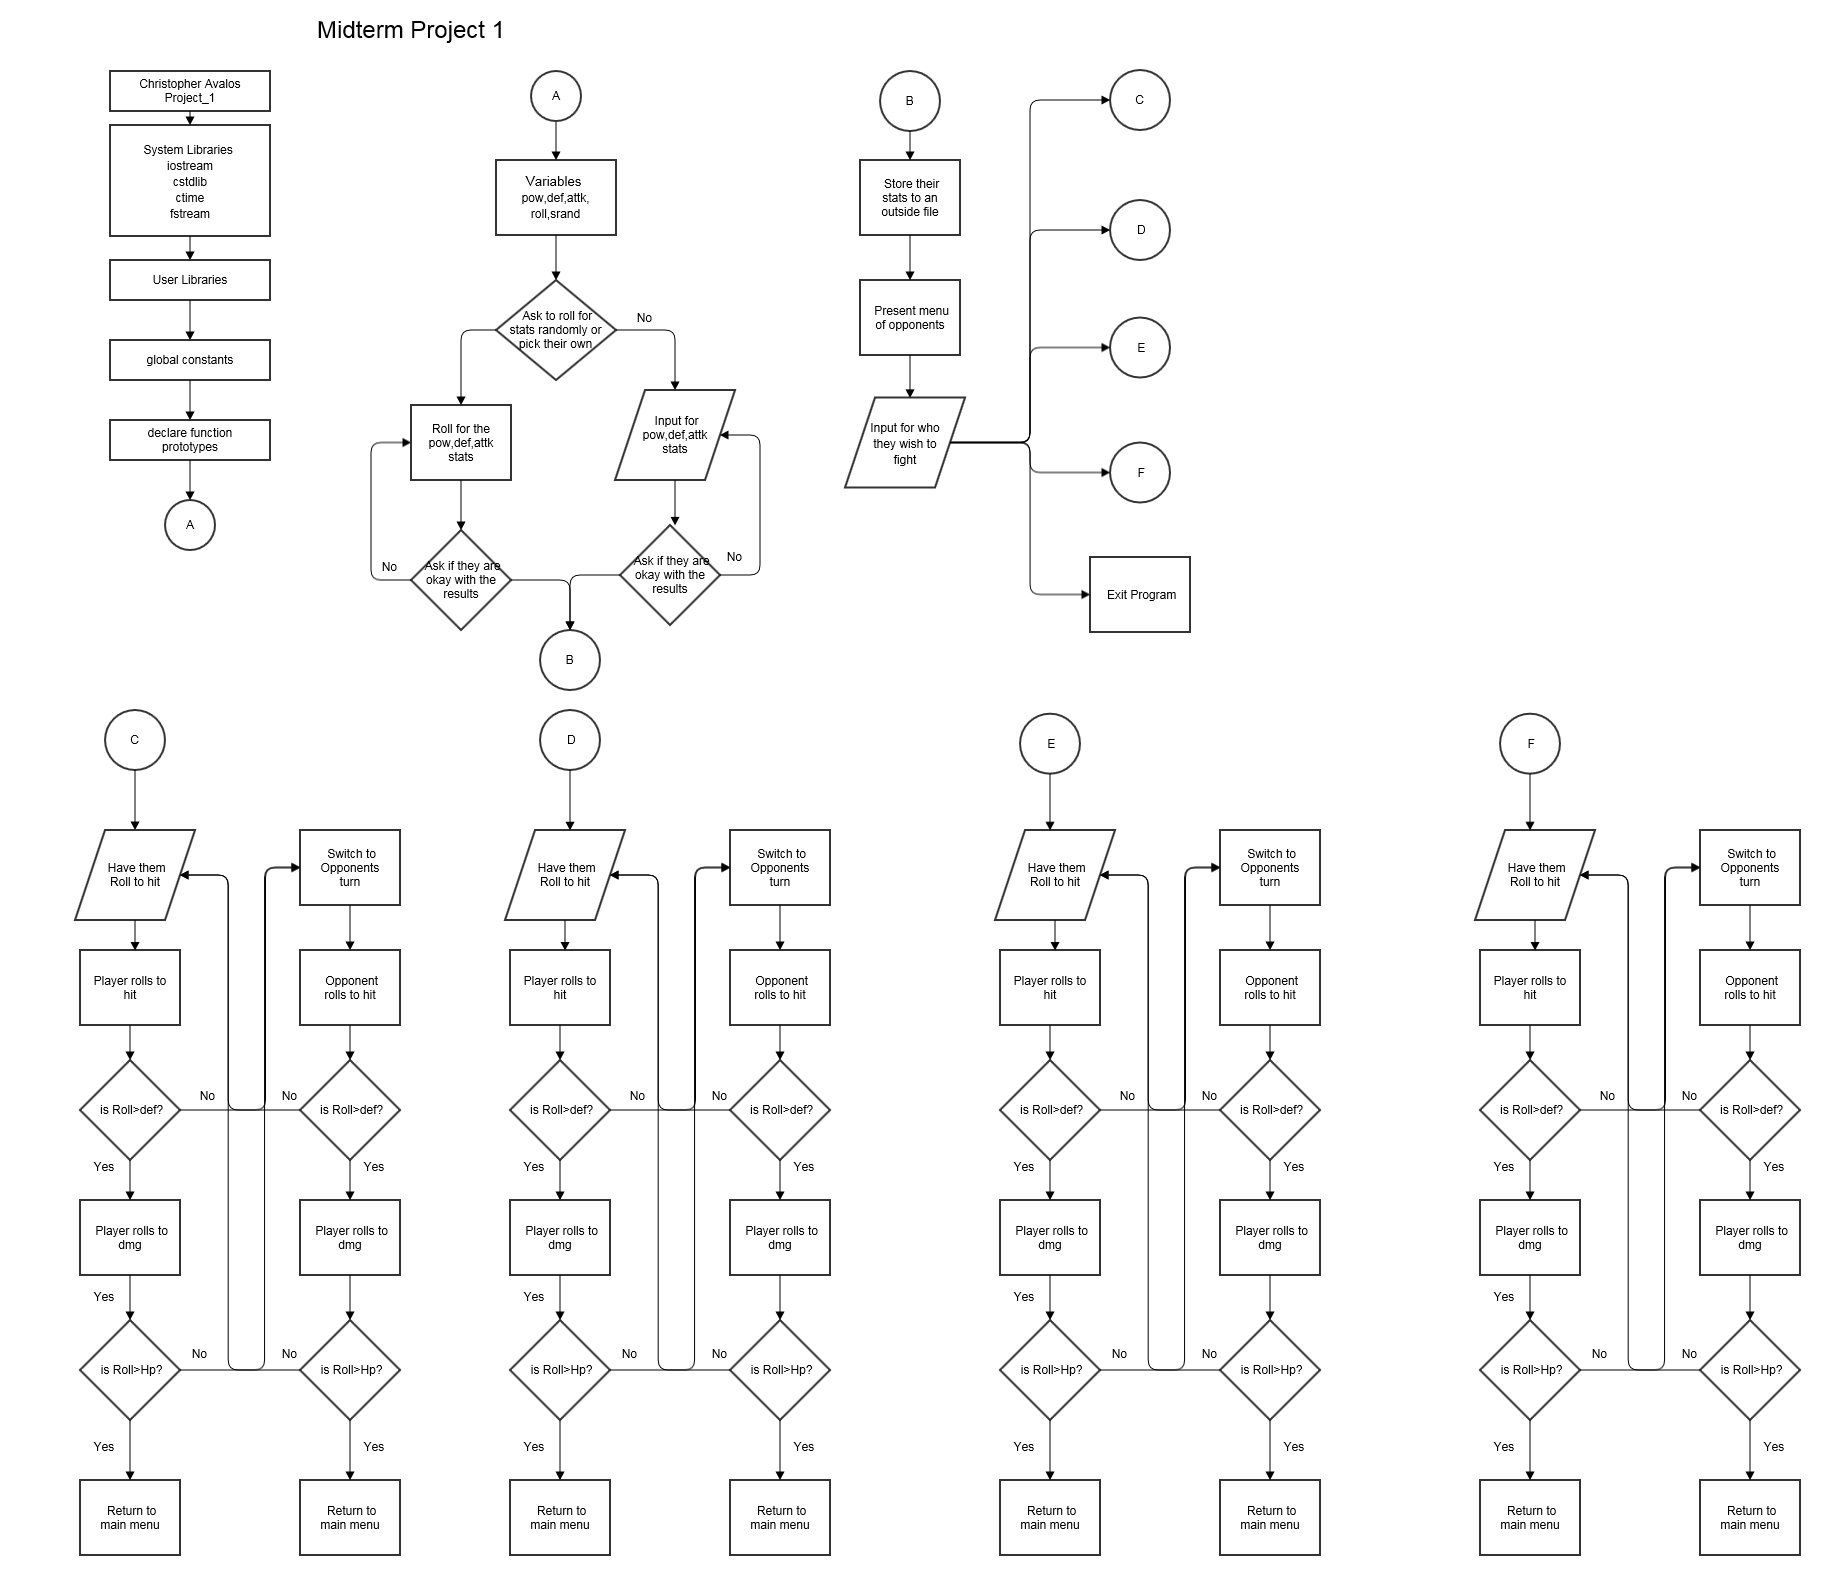 Midterm Project 1
Christopher Avalos
Project_1
System Libraries
iostream
cstdlib
ctime
fstream
User Libraries
global constants
declare function
prototypes
A
A
Variables
pow,def,attk,
roll,srand
Ask to roll for
stats randomly or
pick their own
No
Roll for the
pow,def,attk
stats
Input for
pow,def,attk
stats
Ask if they are
okay with the
results
No
Ask if they are
okay with the
results
No
B
B
Store their
stats to an
outside file
Present menu
of opponents
Input for who
they wish to
fight
C
D
E
F
Exit Program
C
Have them
Roll to hit
Player rolls to
hit
is Roll>def?
No
Yes
Player rolls to
dmg
Yes
is Roll>Hp?
No
Yes
Return to
main menu
Switch to
Opponents
turn
Opponent
rolls to hit
is Roll>def?
No
Yes
Player rolls to
dmg
is Roll>Hp?
No
Yes
Return to
main menu
D
Have them
Roll to hit
Player rolls to
hit
is Roll>def?
No
Yes
Player rolls to
dmg
Yes
is Roll>Hp?
No
Yes
Return to
main menu
Switch to
Opponents
turn
Opponent
rolls to hit
is Roll>def?
No
Yes
Player rolls to
dmg
is Roll>Hp?
No
Yes
Return to
main menu
E
Have them
Roll to hit
Player rolls to
hit
is Roll>def?
No
Yes
Player rolls to
dmg
Yes
is Roll>Hp?
No
Yes
Return to
main menu
Switch to
Opponents
turn
Opponent
rolls to hit
is Roll>def?
No
Yes
Player rolls to
dmg
is Roll>Hp?
No
Yes
Return to
main menu
F
Have them
Roll to hit
Player rolls to
hit
is Roll>def?
No
Yes
Player rolls to
dmg
Yes
is Roll>Hp?
No
Yes
Return to
main menu
Switch to
Opponents
turn
Opponent
rolls to hit
is Roll>def?
No
Yes
Player rolls to
dmg
is Roll>Hp?
No
Yes
Return to
main menu